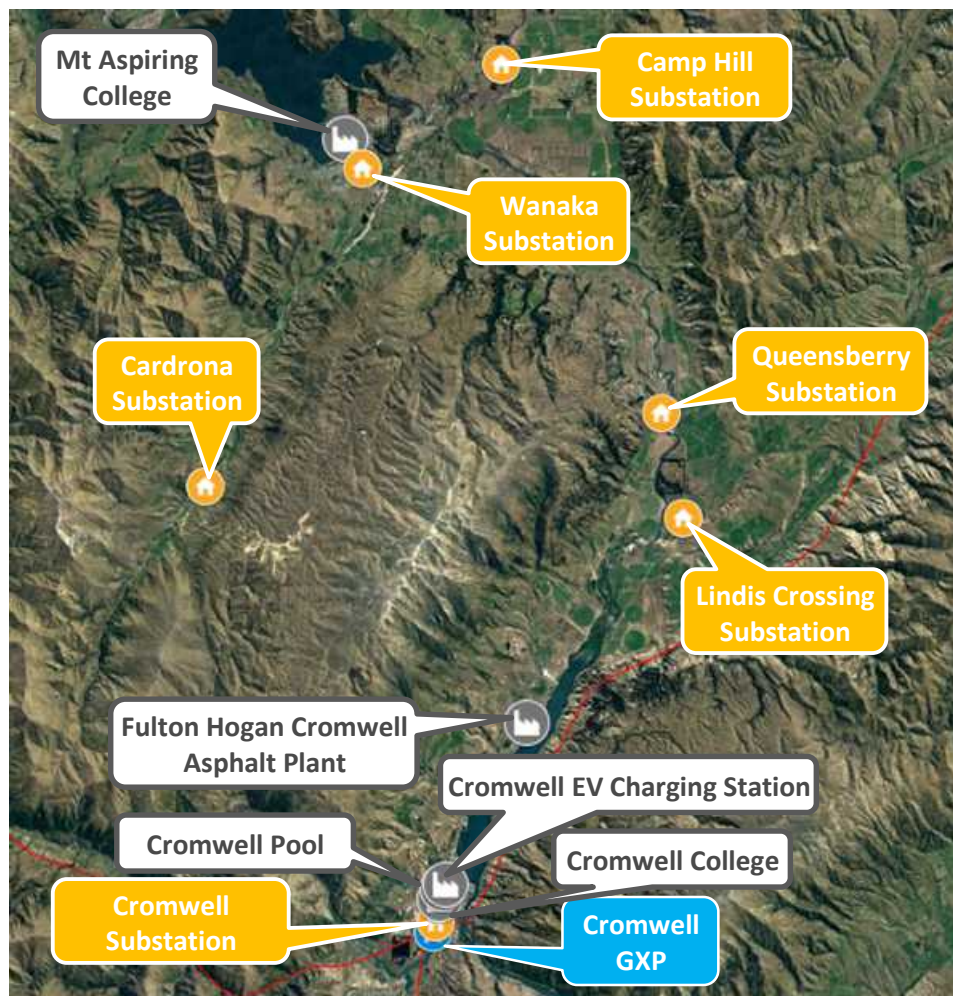 Mt Aspiring
College
Camp Hill
Substation
Wanaka
Substation
Cardrona
Substation
Queensberry
Substation
Lindis Crossing
Substation
Fulton Hogan Cromwell
Asphalt Plant
Cromwell EV Charging Station
Cromwell Pool
Cromwell College
Cromwell
Substation
Cromwell
GXP